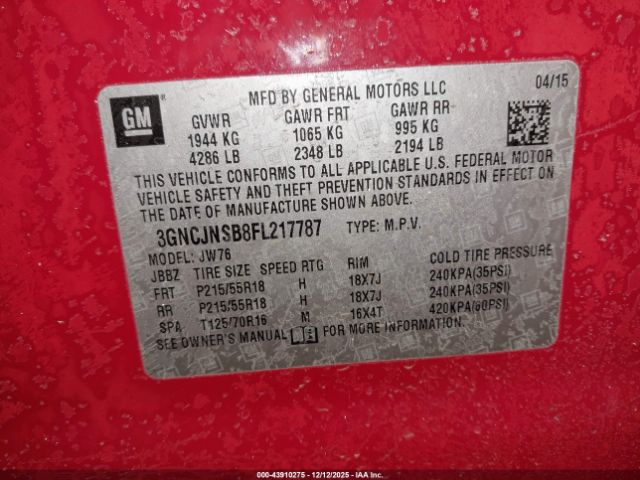 GM
MFD BY GENERAL MOTORS LLC 04/15
GVWR GAWR FRT GAWR RR
1944 KG 1065 KG 995 KG
4286 LB 2348 LB 2194 LB
THIS VEHICLE CONFORMS TO ALL APPLICABLE U.S. FEDERAL MOTOR
VEHICLE SAFETY AND THEFT PREVENTION STANDARDS IN EFFECT ON
THE DATE OF MANUFACTURE SHOWN ABOVE.
3GNCJNSB8FL217787 TYPE: M.P.V.
MODEL: JW76
JBBZ TIRE SIZE SPEED RTG RIM COLD TIRE PRESSURE
FRT P215/55R18 H 18X7J 240KPA(35PSI)
RR P215/55R18 H 18X7J 240KPA(35PSI)
SPA T125/70R16 M 16X4T 420KPA(60PSI)
SEE OWNER'S MANUAL FOR MORE INFORMATION.
000-43910275 - 12/12/2025 - IAA, Inc.